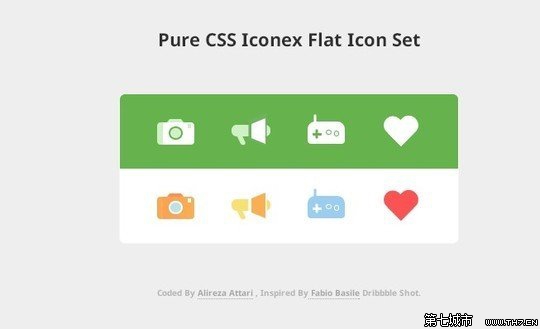 Pure CSS Iconex Flat Icon Set
Coded By Alireza Attari , Inspired By Fabio Basile Dribbble Shot.
第七城市 WWW.TH7.CN